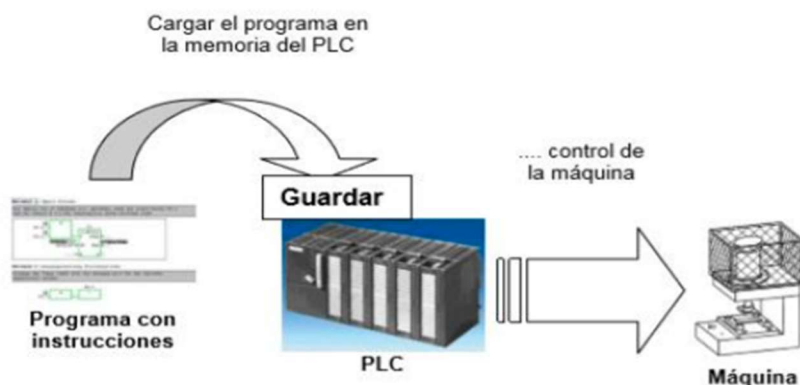 Cargar el programa en
la memoria del PLC
.... control de
la máquina
Guardar
Programa con
instrucciones
PLC
Máquina